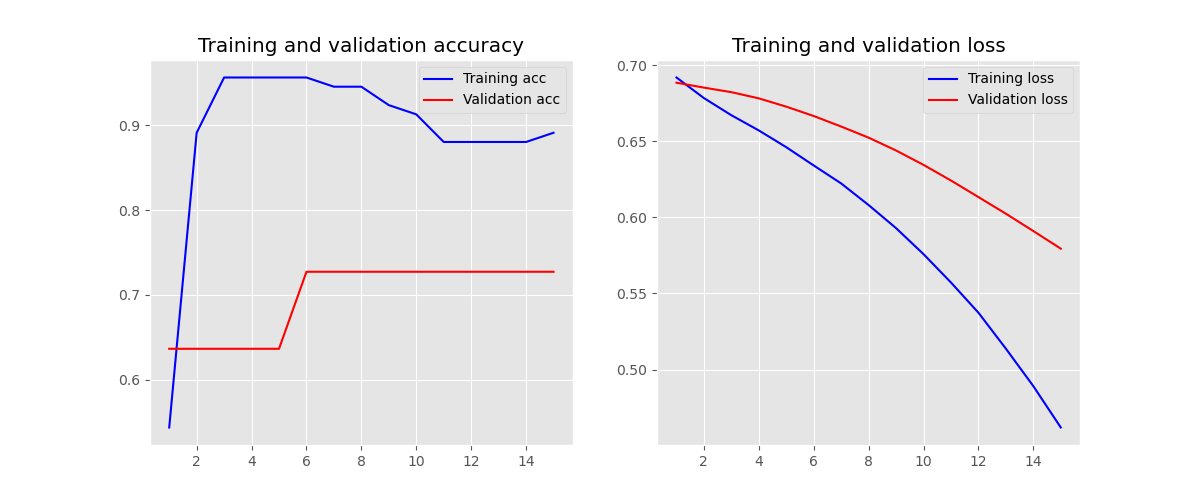 Training and validation accuracy
Training acc
Validation acc
0.9
0.8
0.7
0.6
2 4 6 8 10 12 14
Training and validation loss
Training loss
Validation loss
0.70
0.65
0.60
0.55
0.50
2 4 6 8 10 12 14